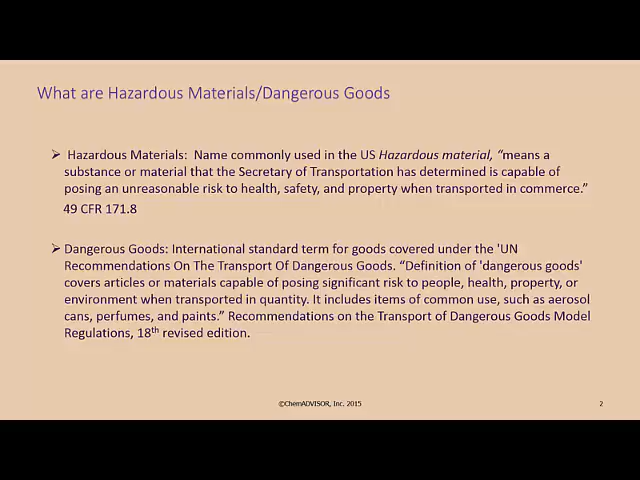 What are Hazardous Materials/Dangerous Goods
➢ Hazardous Materials: Name commonly used in the US Hazardous material, “means a
substance or material that the Secretary of Transportation has determined is capable of
posing an unreasonable risk to health, safety, and property when transported in commerce.”
49 CFR 171.8
➢ Dangerous Goods: International standard term for goods covered under the 'UN
Recommendations On The Transport Of Dangerous Goods. “Definition of 'dangerous goods'
covers articles or materials capable of posing significant risk to people, health, property, or
environment when transported in quantity. It includes items of common use, such as aerosol
cans, perfumes, and paints.” Recommendations on the Transport of Dangerous Goods Model
Regulations, 18th revised edition.
©ChemADVISOR, Inc. 2015
2